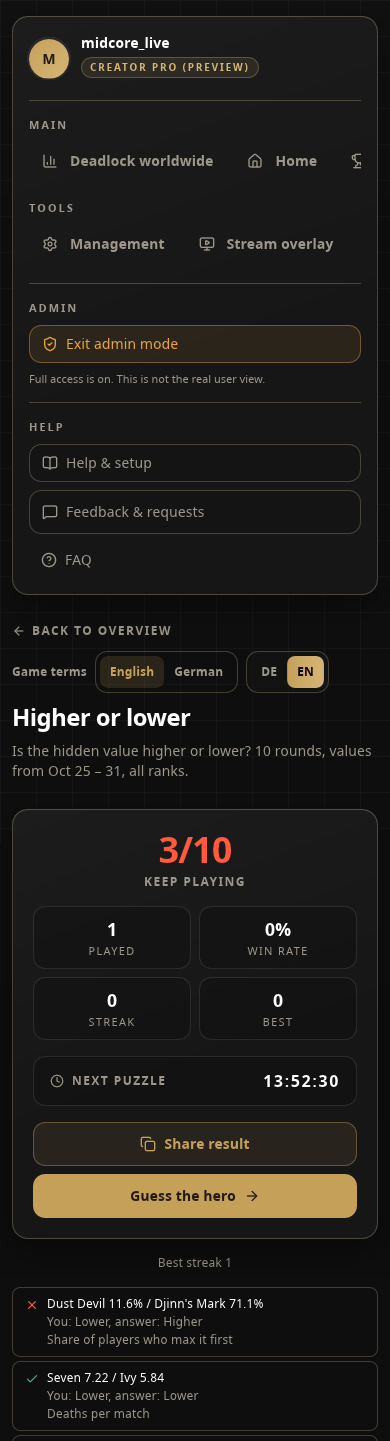 M
midcore_live
CREATOR PRO (PREVIEW)
MAIN
Deadlock worldwide
Home
TOOLS
Management
Stream overlay
ADMIN
Exit admin mode
Full access is on. This is not the real user view.
HELP
Help & setup
Feedback & requests
FAQ
BACK TO OVERVIEW
Game terms English German DE EN
Higher or lower
Is the hidden value higher or lower? 10 rounds, values
from Oct 25 – 31, all ranks.
3/10
KEEP PLAYING
1
PLAYED
0%
WIN RATE
0
STREAK
0
BEST
NEXT PUZZLE 13:52:30
Share result
Guess the hero
Best streak 1
Dust Devil 11.6% / Djinn's Mark 71.1%
You: Lower, answer: Higher
Share of players who max it first
Seven 7.22 / Ivy 5.84
You: Lower, answer: Lower
Deaths per match